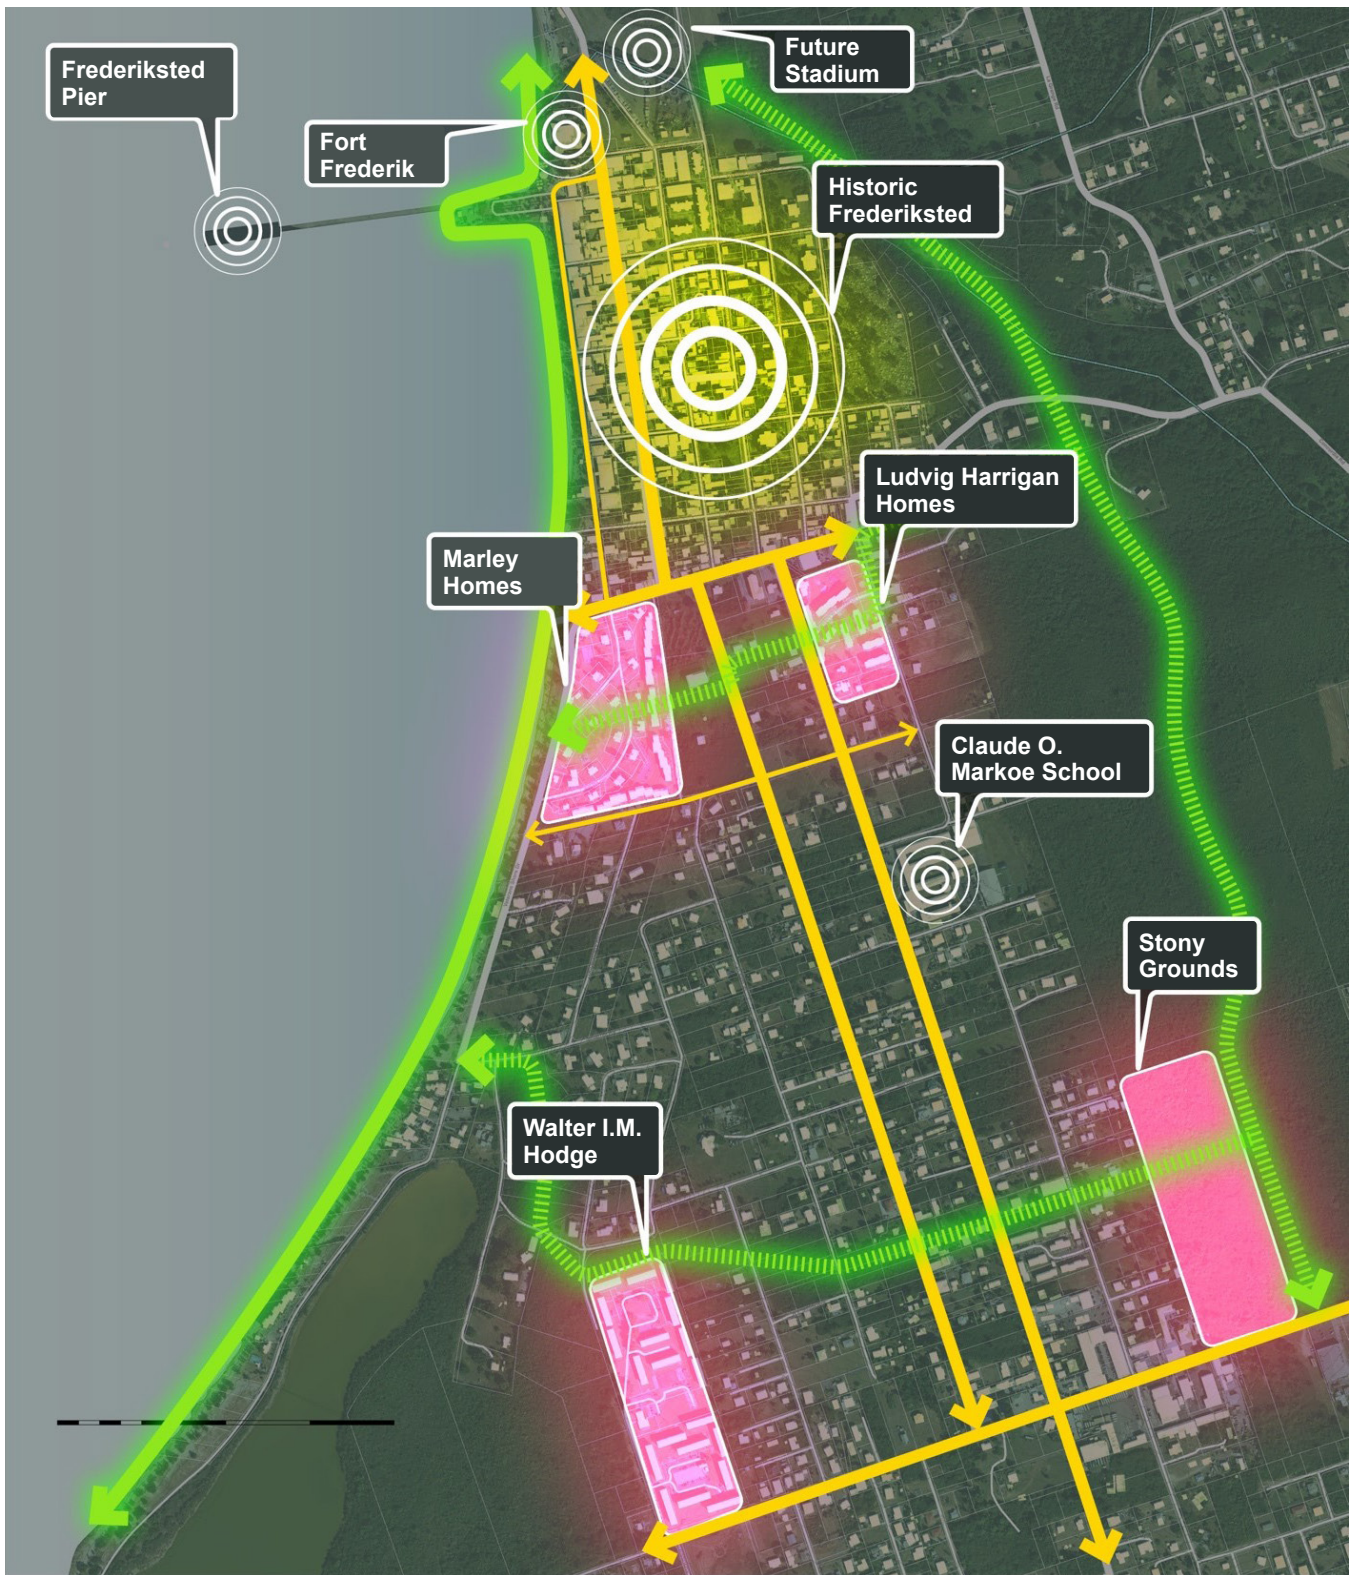 Future
Stadium
Frederiksted
Pier
Fort
Frederik
Historic
Frederiksted
Ludvig Harrigan
Homes
Marley
Homes
Claude O.
Markoe School
Stony
Grounds
Walter I.M.
Hodge